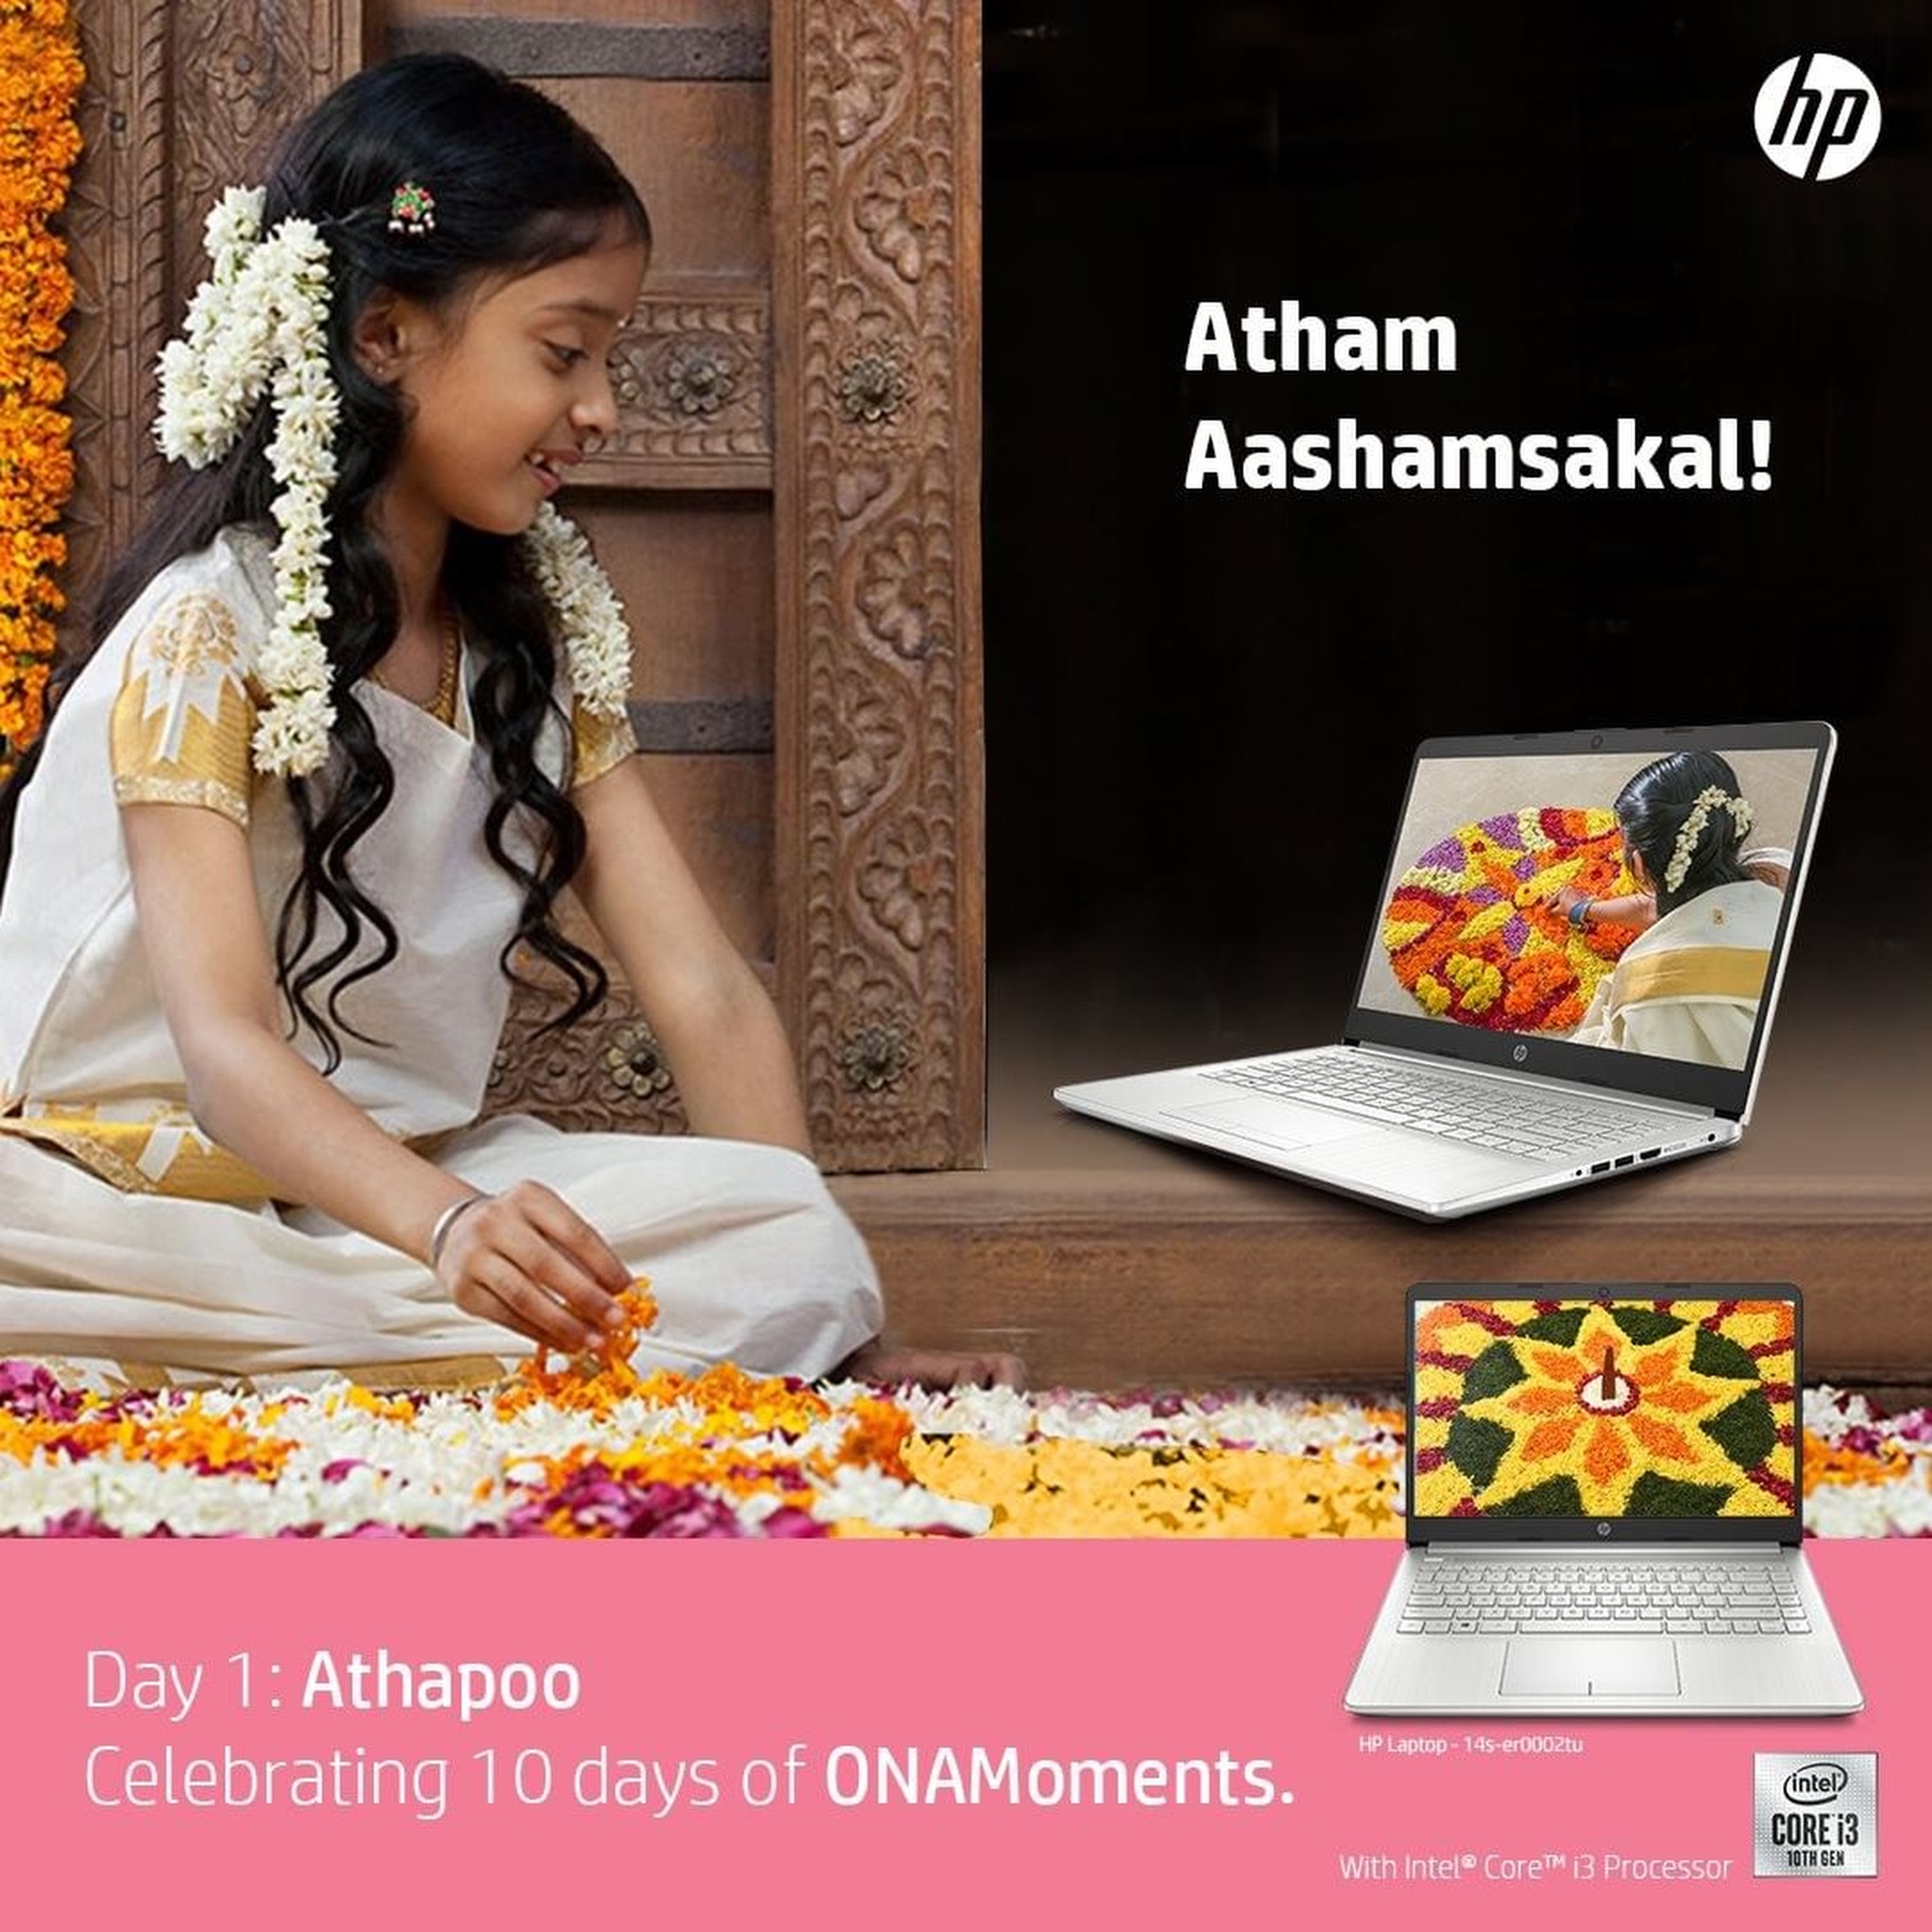 hp
Atham
Aashamsakal!
Day 1: Athapoo
Celebrating 10 days of ONAMoments.
HP Laptop - 14s-er0002tu
intel
CORE i3
10TH GEN
With Intel® Core™ i3 Processor